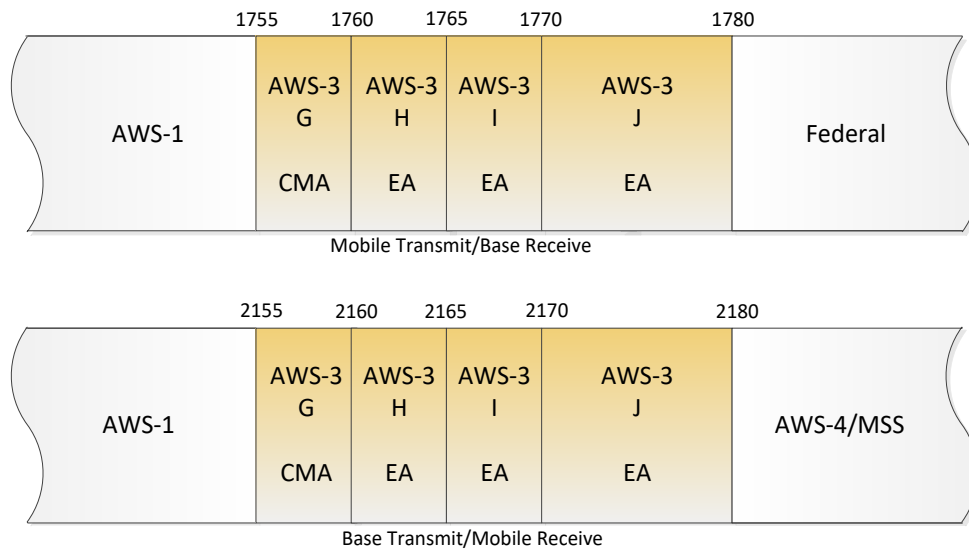 1755 1760 1765 1770 1780
AWS-1
AWS-3
G
CMA
AWS-3
H
EA
AWS-3
I
EA
AWS-3
J
EA
Federal
Mobile Transmit/Base Receive
2155 2160 2165 2170 2180
AWS-1
AWS-3
G
CMA
AWS-3
H
EA
AWS-3
I
EA
AWS-3
J
EA
AWS-4/MSS
Base Transmit/Mobile Receive